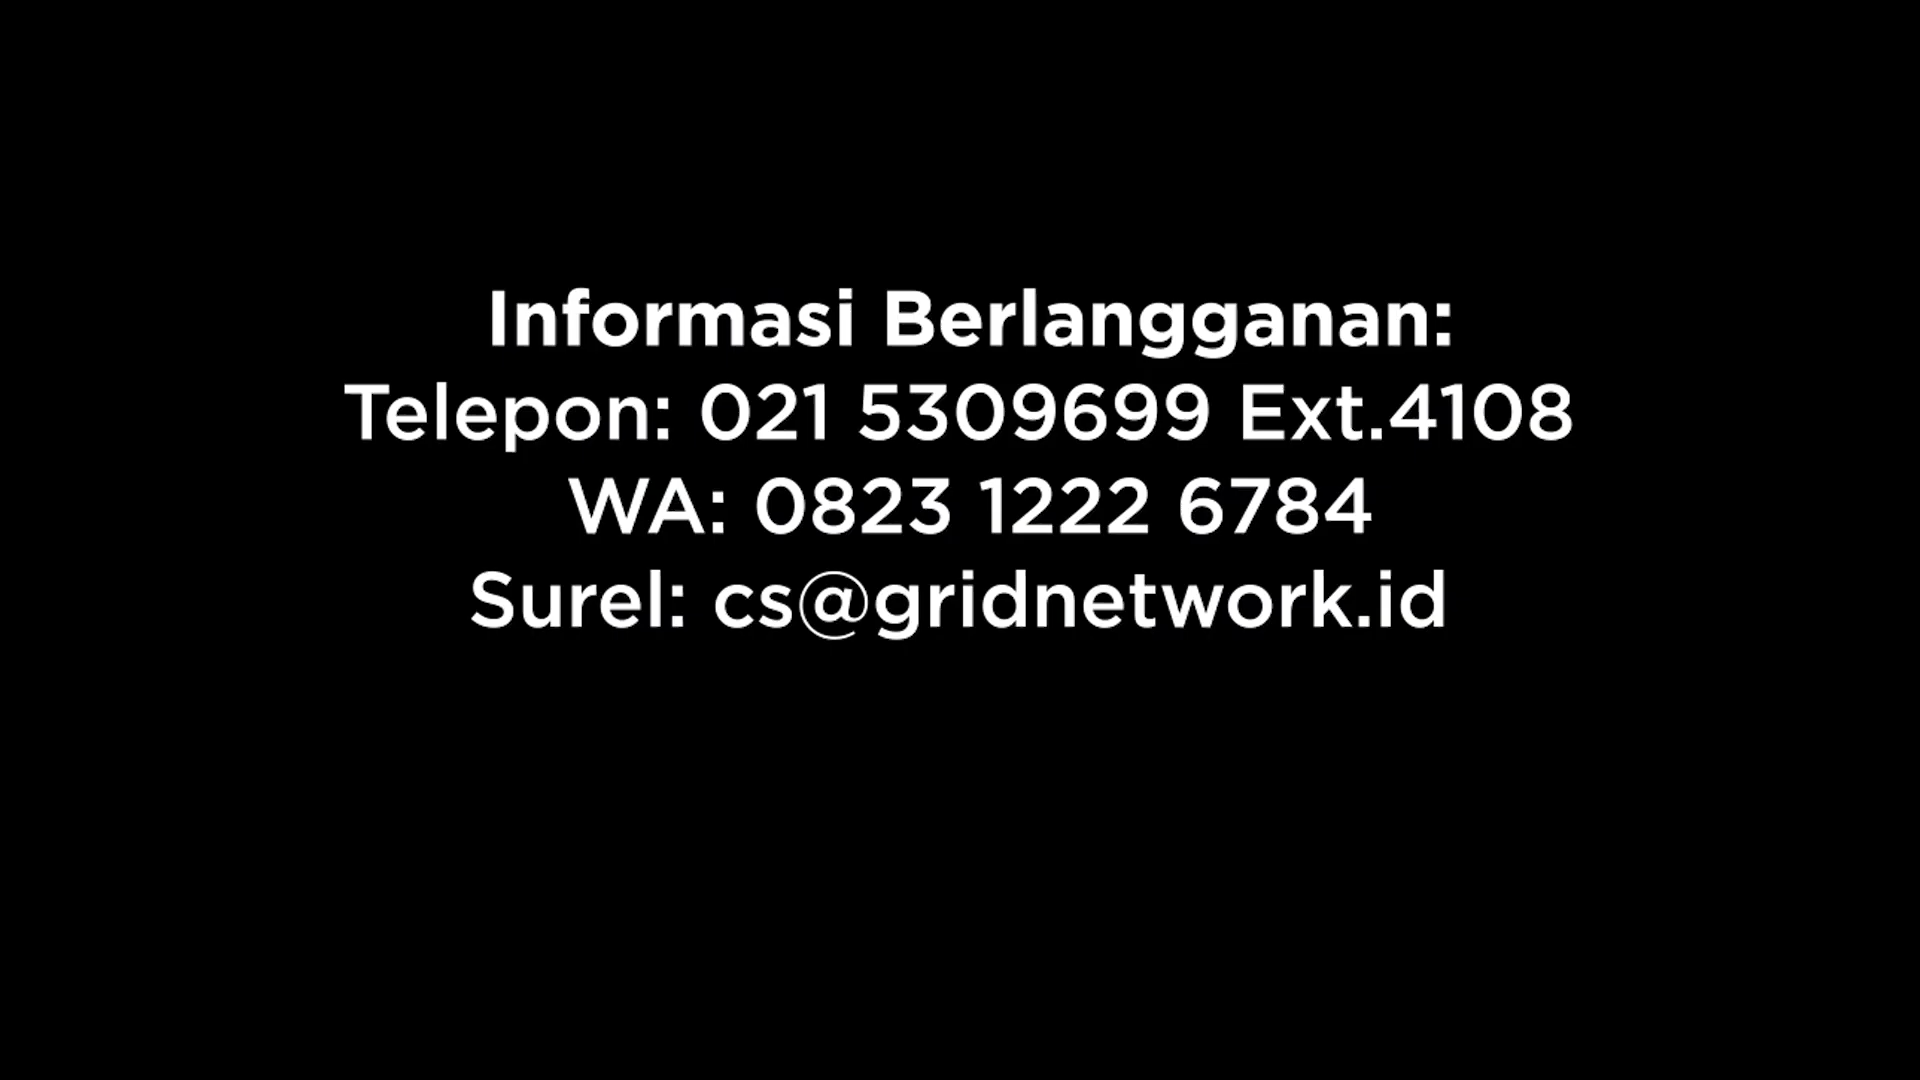 Informasi Berlangganan:
Telepon: 021 5309699 Ext.4108
WA: 0823 1222 6784
Surel: cs@gridnetwork.id